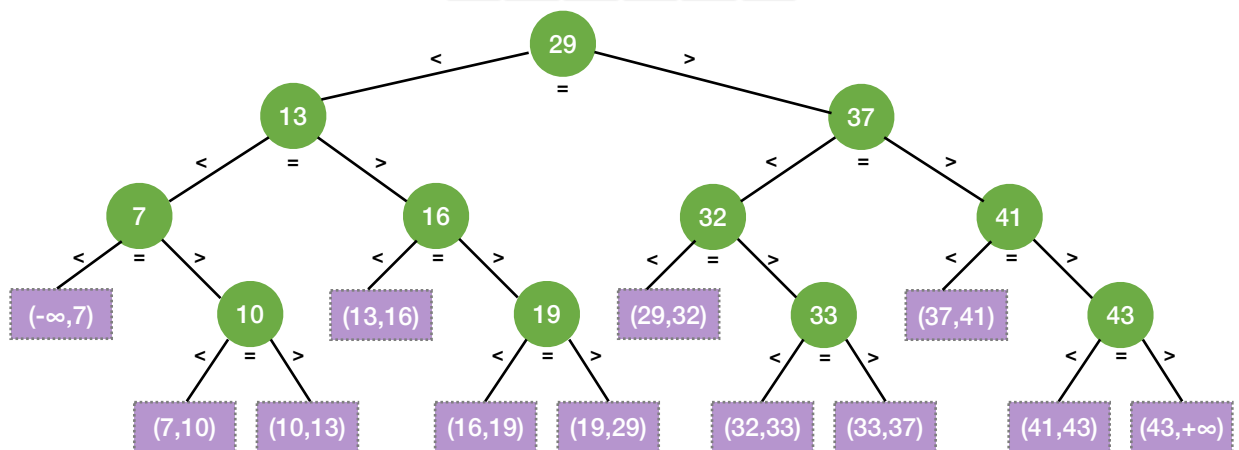 29
< >
=
13 37
< = > < = >
7 16 32 41
< = > < = > < = > < = >
(-∞,7) 10 (13,16) 19 (29,32) 33 (37,41) 43
< = > < = > < = > < = >
(7,10) (10,13) (16,19) (19,29) (32,33) (33,37) (41,43) (43,+∞)